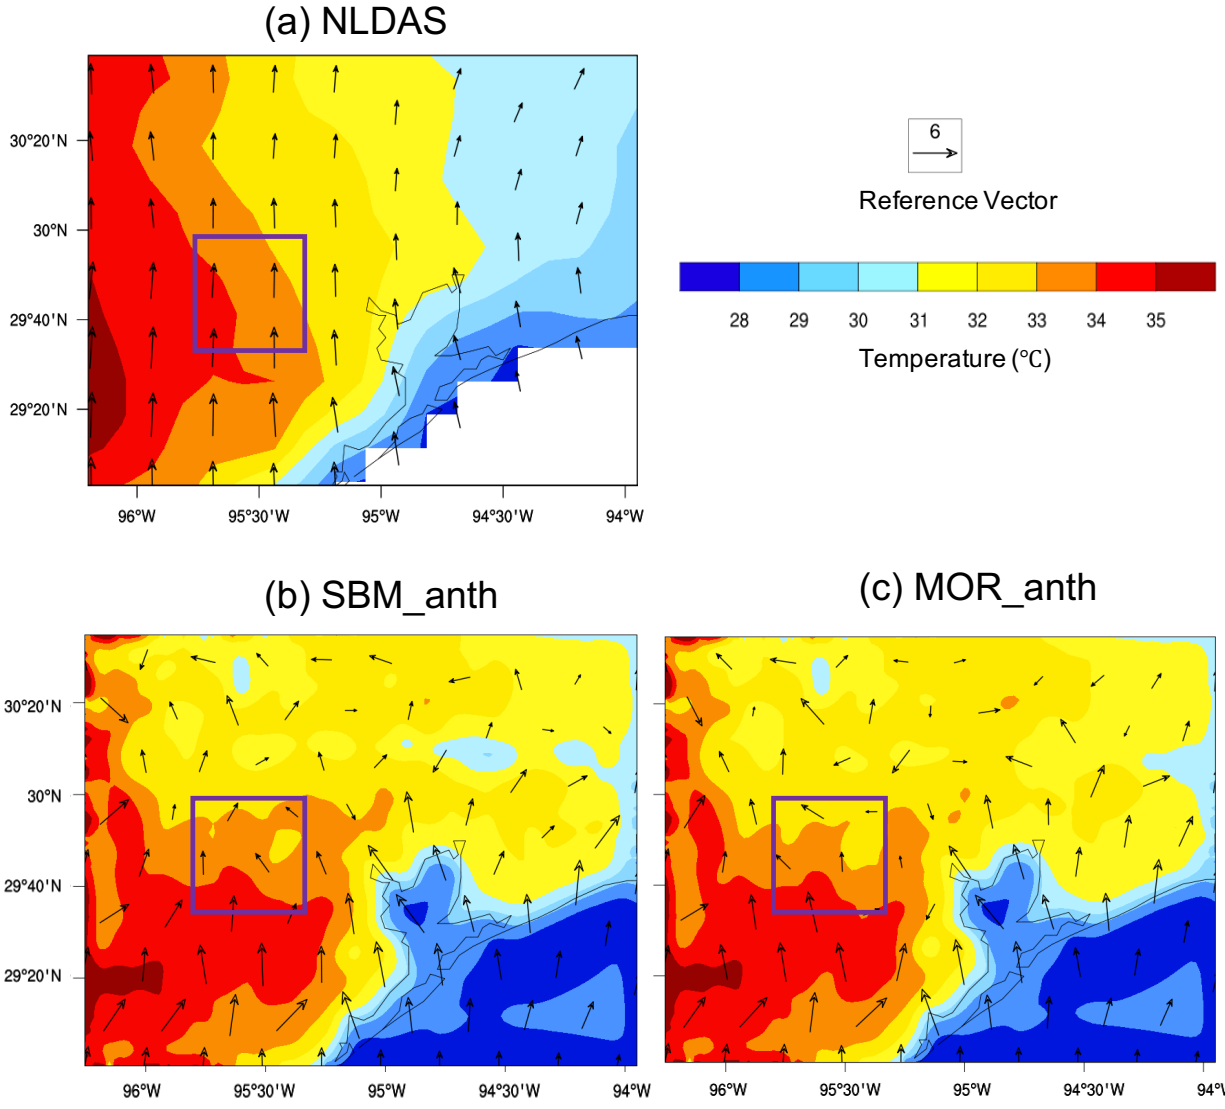 (a) NLDAS
30°20'N
30°N
29°40'N
29°20'N
96°W 95°30'W 95°W 94°30'W 94°W
6
Reference Vector
28 29 30 31 32 33 34 35
Temperature (℃)
(b) SBM_anth
30°20'N
30°N
29°40'N
29°20'N
96°W 95°30'W 95°W 94°30'W 94°W
(c) MOR_anth
96°W 95°30'W 95°W 94°30'W 94°W